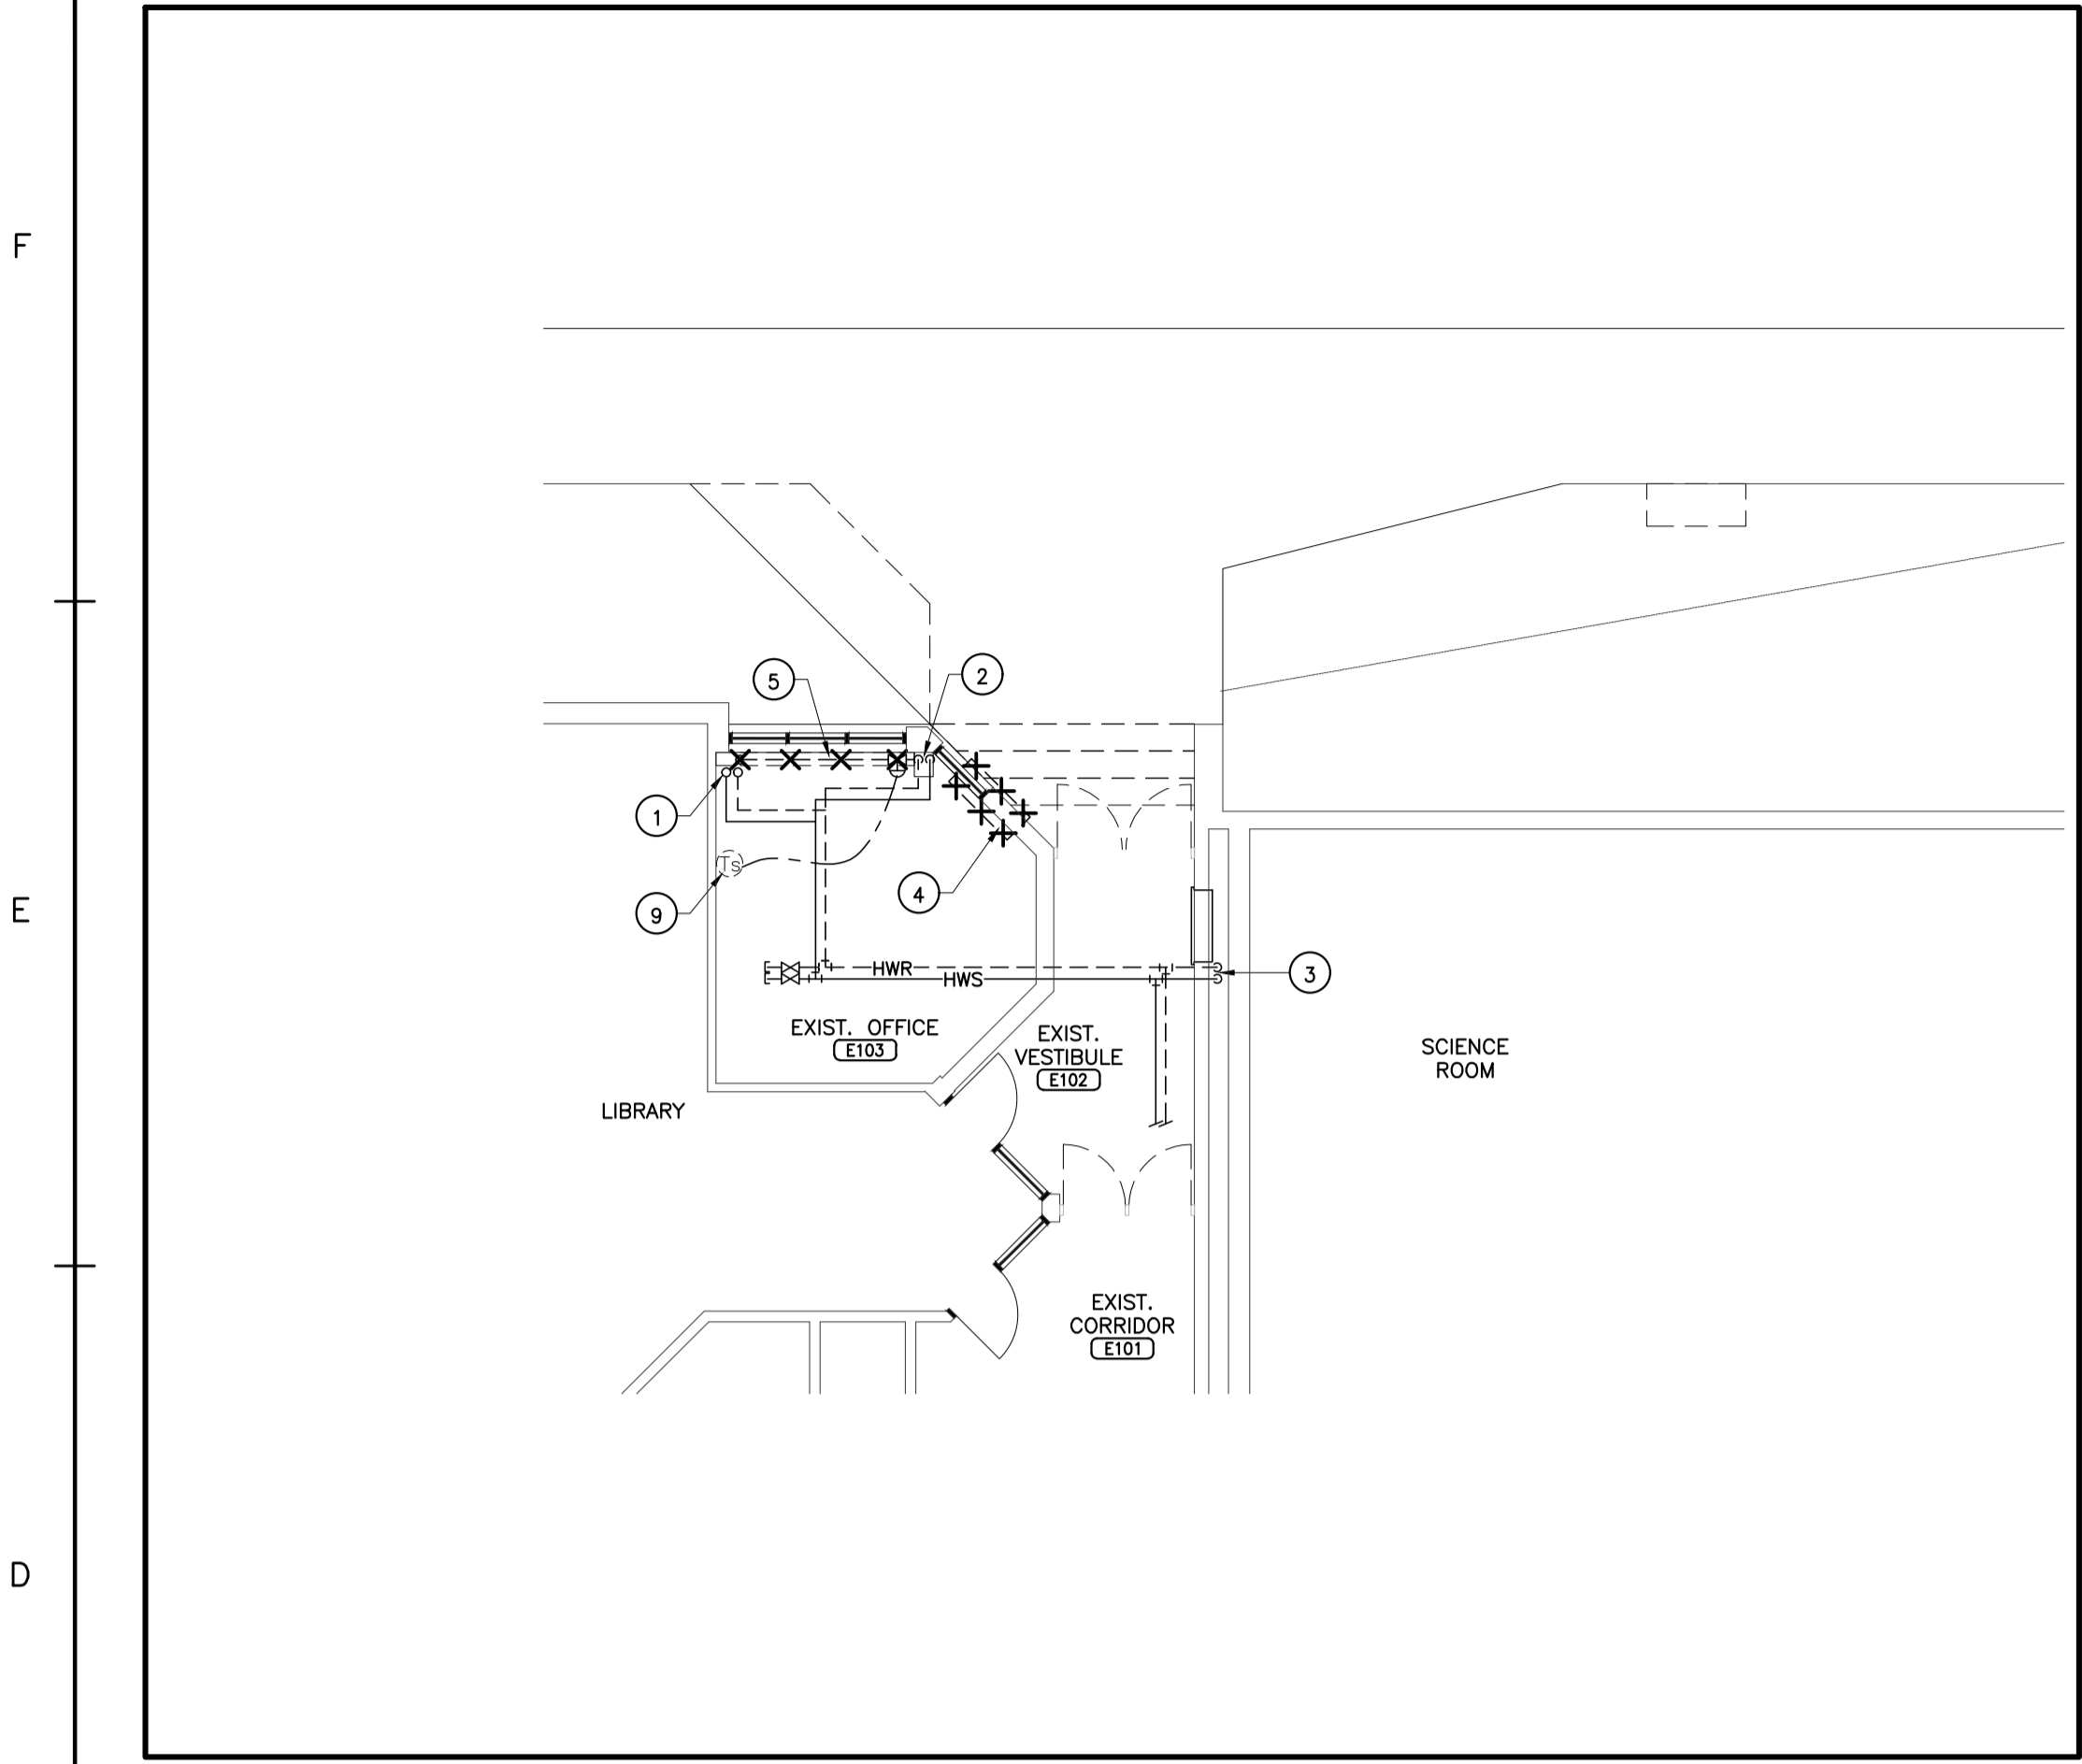 F
5
2
1
Ts
E
4
9
HWR
HWS
3
EXIST. OFFICE
E103
EXIST.
VESTIBULE
E102
SCIENCE
ROOM
LIBRARY
EXIST.
CORRIDOR
E101
D